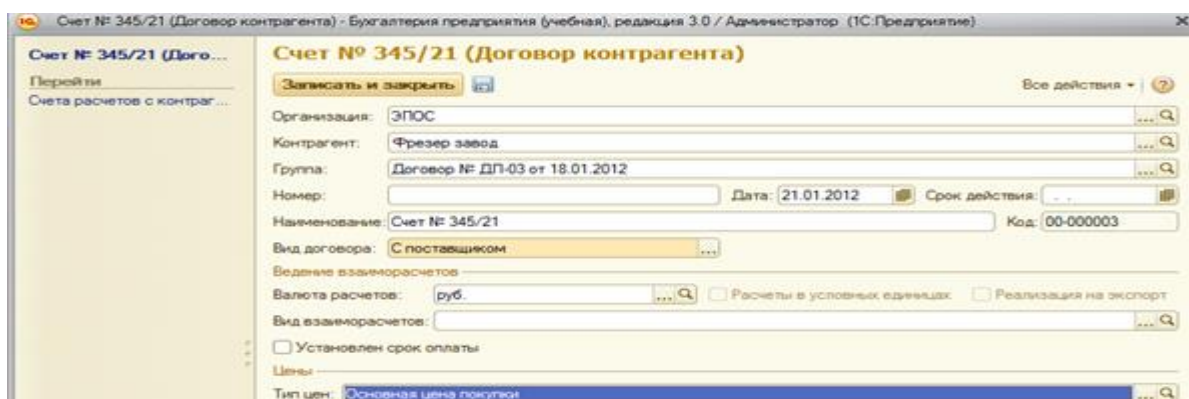 Счет № 345/21 (Договор контрагента) - Бухгалтерия предприятия (учебная), редакция 3.0 / Администратор (1С:Предприятие)
Счет № 345/21 (Дого...
Перейти
Счета расчетов с контраг...
Счет № 345/21 (Договор контрагента)
Записать и закрыть Все действия
Организация: ЭПОС
Контрагент: Фрезер завод
Группа: Договор № ДП-03 от 18.01.2012
Номер: Дата: 21.01.2012 Срок действия: . .
Наименование: Счет № 345/21 Код: 00-000003
Вид договора: С поставщиком ...
Ведение взаиморасчетов
Валюта расчетов: руб. ... Расчеты в условных единицах Реализация на экспорт
Вид взаиморасчетов: ...
Установлен срок оплаты
Цены
Тип цен: Основная цена покупки ...